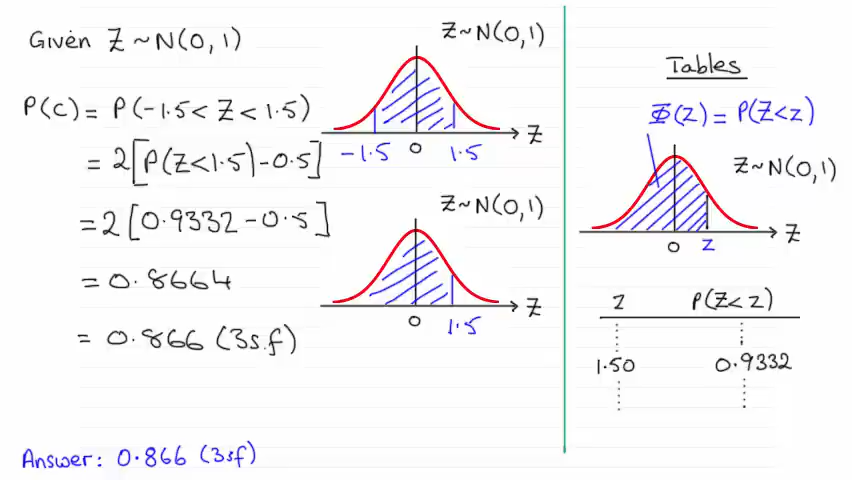 Given Z ~ N(0, 1)
P(C) = P(-1.5 < Z < 1.5)
= 2[P(Z < 1.5) - 0.5]
= 2[0.9332 - 0.5]
= 0.8664
= 0.866 (3s.f)
Answer: 0.866 (3sf)
Z ~ N(0, 1)
-1.5 0 1.5 Z
Z ~ N(0, 1)
0 1.5 Z
Tables
Φ(z) = P(Z < z)
Z ~ N(0, 1)
0 z Z
z P(Z < z)
1.50 0.9332